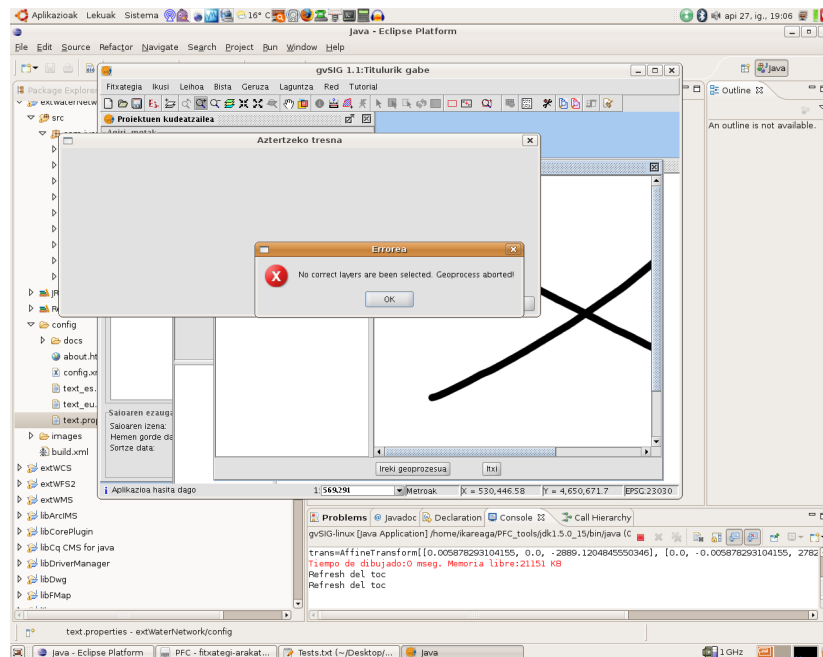 Aplikazioak Lekuak Sistema 16° C api 27, ig., 19:06
Java - Eclipse Platform
File Edit Source Refactor Navigate Search Project Run Window Help
Java
gvSIG 1.1:Titulurik gabe
Package Explorer
Outline
An outline is not available.
Fitxategia Ikusi Leihoa Bista Geruza Laguntza Red Tutorial
Proiektuen kudeatzailea
src
Aztertzeko tresna
Errorea
No correct layers are been selected. Geoprocess aborted!
OK
config
docs
about.ht
config.x
text_es.
text_eu.
text.prop
images
build.xml
extWCS
extWFS2
extWMS
libArcIMS
libCorePlugin
libCq CMS for java
libDriverManager
libDwg
libFMap
Saioaren ezauga
Saioaren izena:
Hemen gorde da
Sortze data:
Ireki geoprozesua Itxi
Aplikazioa hasita dago 1: 569,291 Metroak X = 530,446.58 Y = 4,650,671.7 EPSG:23030
Problems Javadoc Declaration Console Call Hierarchy
gvSIG-linux [Java Application] /home/ikareaga/PFC_tools/jdk1.5.0_15/bin/java (C
trans=AffineTransform[[0.005878293104155, 0.0, -2889.1204845550346], [0.0, -0.005878293104155, 2782
Tiempo de dibujado:0 mseg. Memoria libre:21151 KB
Refresh del toc
Refresh del toc
text.properties - extWaterNetwork/config
Java - Eclipse Platform PFC - fitxategi-arakat... Tests.txt (~/Desktop/... Java 1 GHz